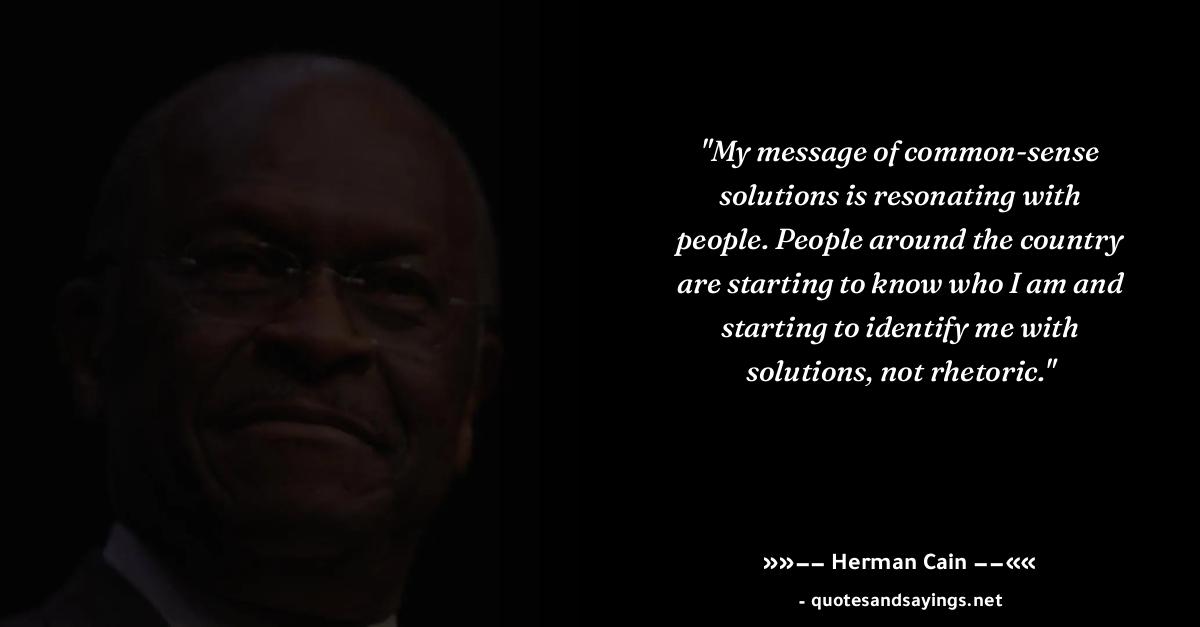 "My message of common-sense
solutions is resonating with
people. People around the country
are starting to know who I am and
starting to identify me with
solutions, not rhetoric."
»»−− Herman Cain −−««
- quotesandsayings.net